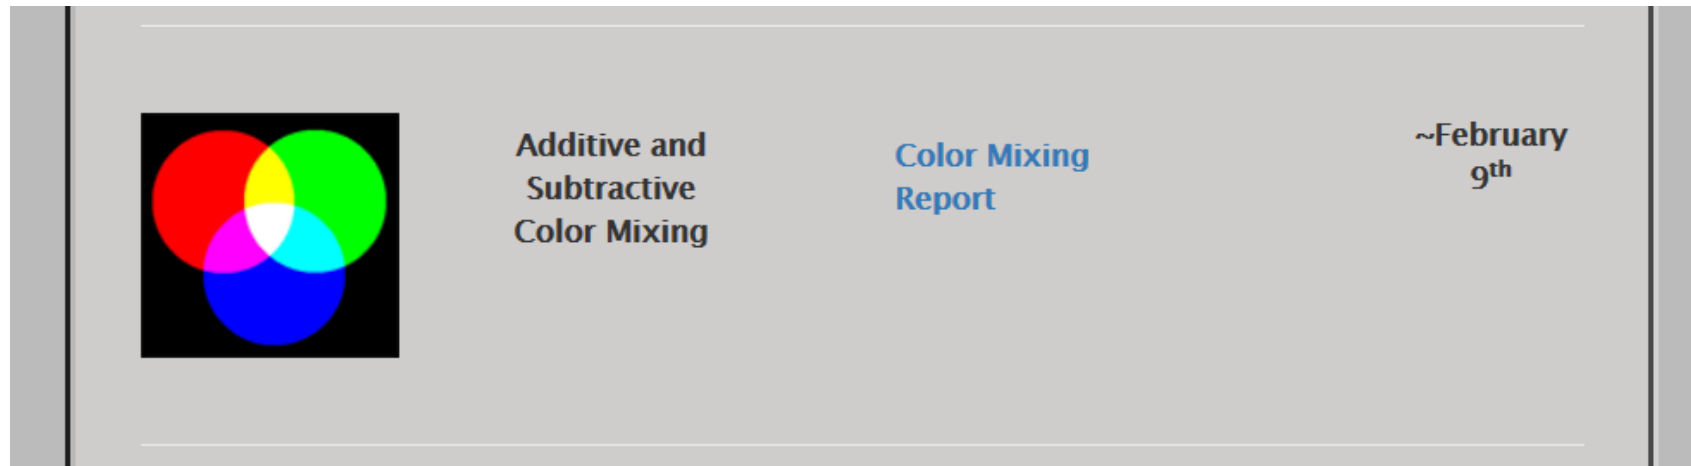 Additive and
Subtractive
Color Mixing
Color Mixing
Report
~February
9th